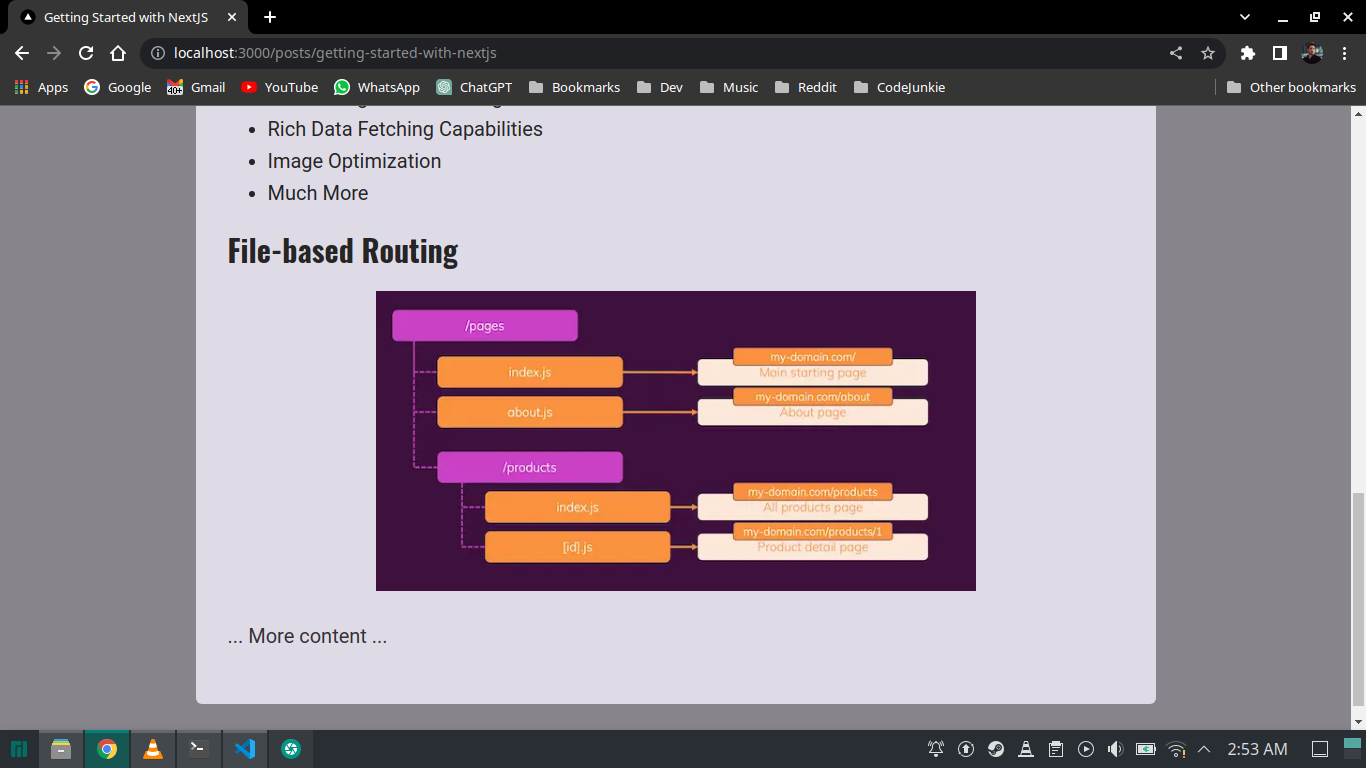 Getting Started with NextJS
localhost:3000/posts/getting-started-with-nextjs
Apps Google 40+ Gmail YouTube WhatsApp ChatGPT Bookmarks Dev Music Reddit CodeJunkie Other bookmarks
Rich Data Fetching Capabilities
Image Optimization
Much More
File-based Routing
/pages
my-domain.com/
index.js Main starting page
my-domain.com/about
about.js About page
/products
my-domain.com/products
index.js All products page
my-domain.com/products/1
[id].js Product detail page
... More content ...
2:53 AM